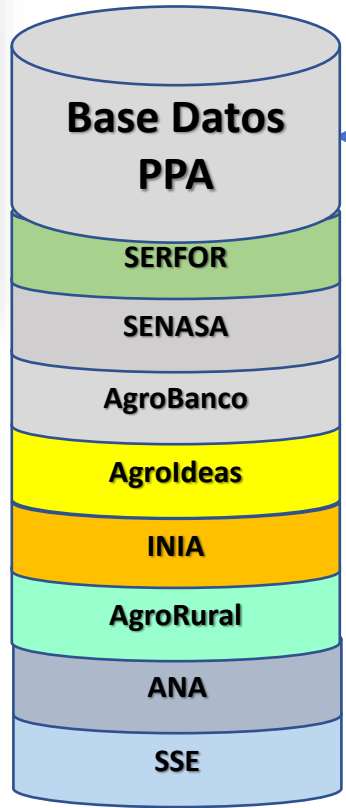 Base Datos
PPA
SERFOR
SENASA
AgroBanco
AgroIdeas
INIA
AgroRural
ANA
SSE